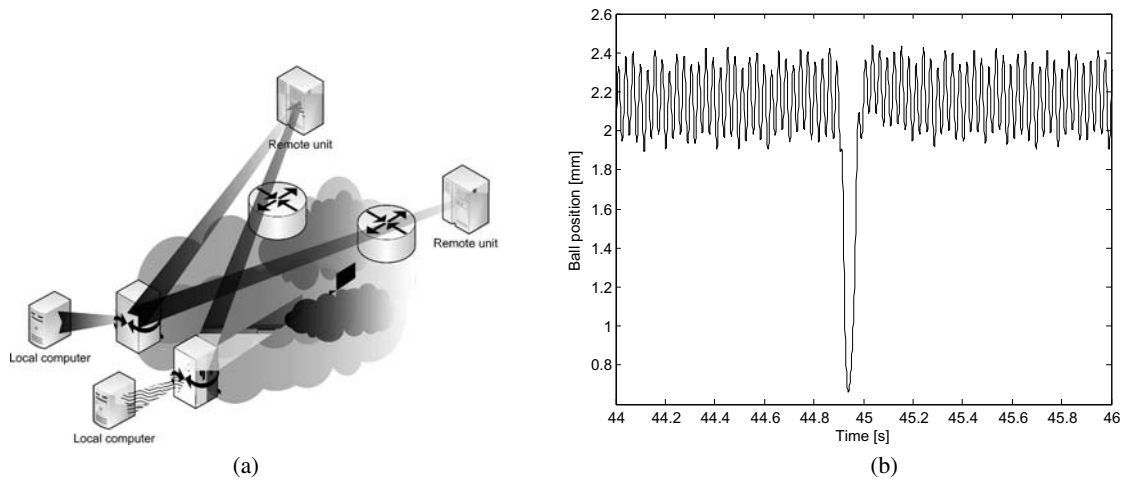 Remote unit
Remote unit
Local computer
Local computer
(a)
2.6
2.4
2.2
2
1.8
1.6
1.4
1.2
1
0.8
Ball position [mm]
44 44.2 44.4 44.6 44.8 45 45.2 45.4 45.6 45.8 46
Time [s]
(b)